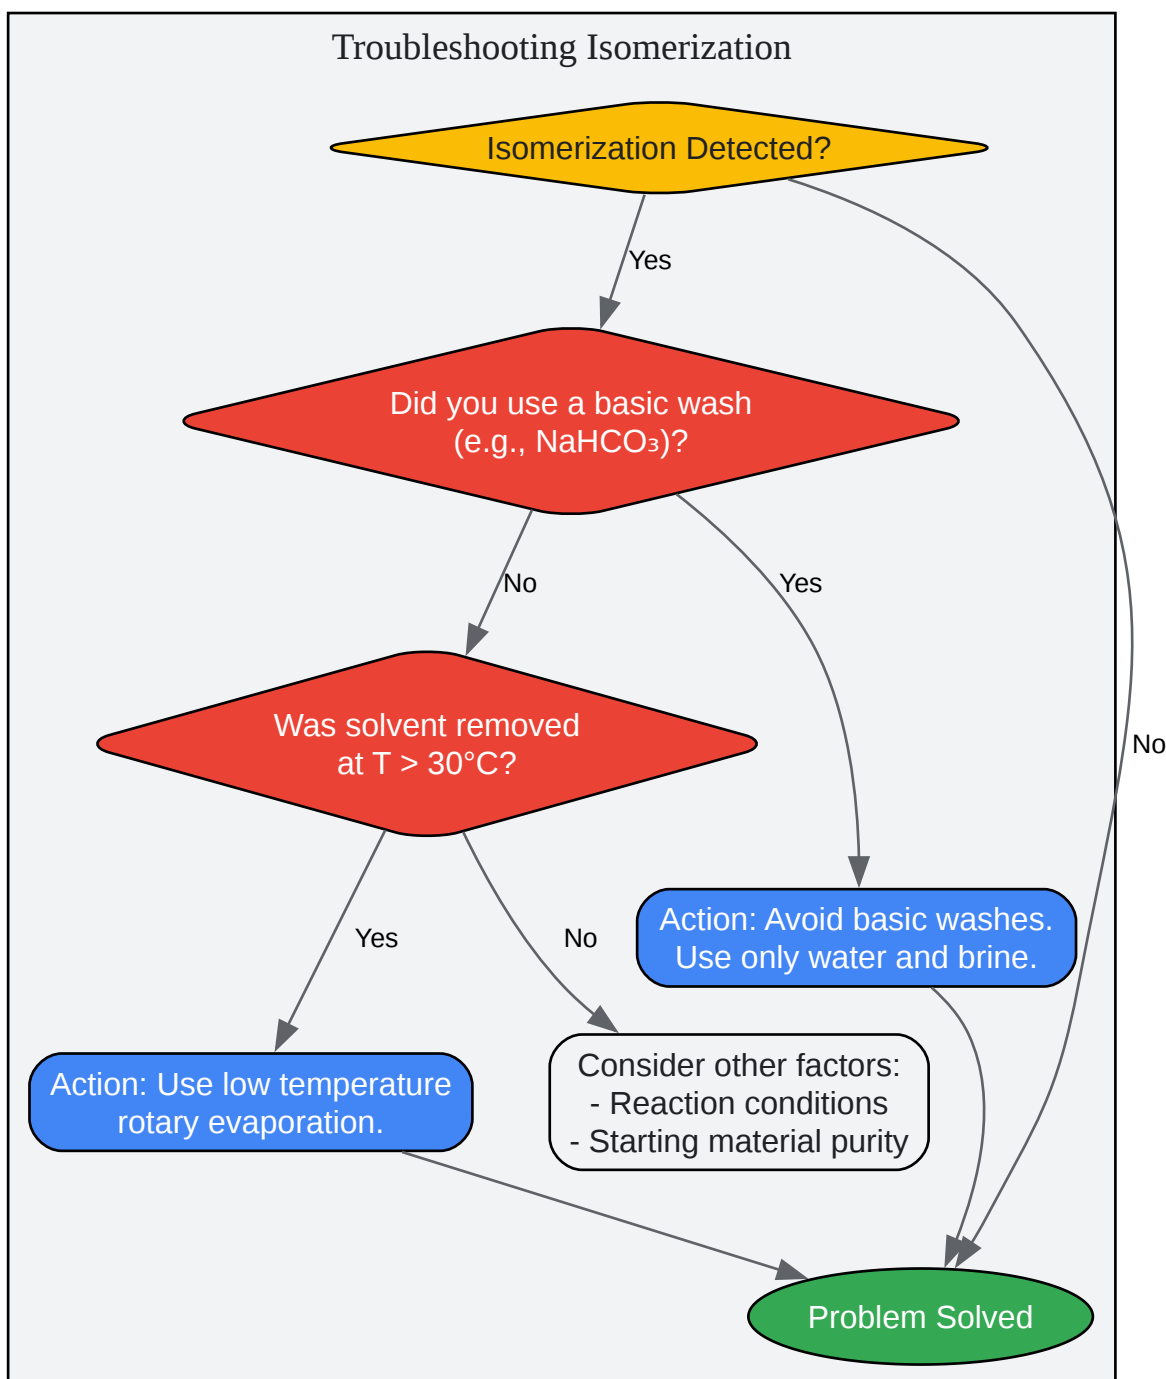 Troubleshooting Isomerization
Isomerization Detected?
Yes
Did you use a basic wash
(e.g., NaHCO₃)?
No
Yes
Was solvent removed
at T > 30°C?
No
Yes
No
Action: Avoid basic washes.
Use only water and brine.
Action: Use low temperature
rotary evaporation.
Consider other factors:
- Reaction conditions
- Starting material purity
Problem Solved